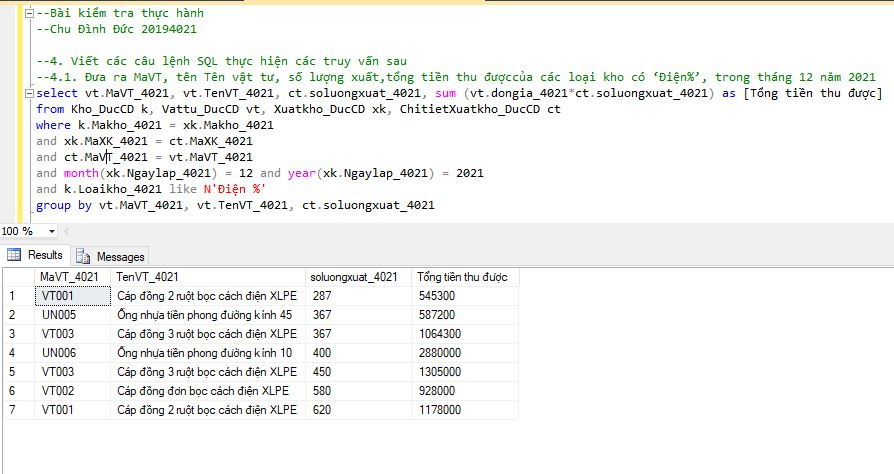 --Bài kiểm tra thực hành
--Chu Đình Đức 20194021
--4. Viết các câu lệnh SQL thực hiện các truy vấn sau
--4.1. Đưa ra MaVT, tên Tên vật tư, số lượng xuất,tổng tiền thu đượccủa các loại kho có ‘Điện%’, trong tháng 12 năm 2021
select vt.MaVT_4021, vt.TenVT_4021, ct.soluongxuat_4021, sum (vt.dongia_4021*ct.soluongxuat_4021) as [Tổng tiền thu được]
from Kho_DucCD k, Vattu_DucCD vt, Xuatkho_DucCD xk, ChitietXuatkho_DucCD ct
where k.Makho_4021 = xk.Makho_4021
and xk.MaXK_4021 = ct.MaXK_4021
and ct.MaVT_4021 = vt.MaVT_4021
and month(xk.Ngaylap_4021) = 12 and year(xk.Ngaylap_4021) = 2021
and k.Loaikho_4021 like N'Điện %'
group by vt.MaVT_4021, vt.TenVT_4021, ct.soluongxuat_4021
100 %
Results Messages
MaVT_4021 TenVT_4021 soluongxuat_4021 Tổng tiền thu được
1 VT001 Cáp đồng 2 ruột bọc cách điện XLPE 287 545300
2 UN005 Ống nhựa tiền phong đường kính 45 367 587200
3 VT003 Cáp đồng 3 ruột bọc cách điện XLPE 367 1064300
4 UN006 Ống nhựa tiền phong đường kính 10 400 2880000
5 VT003 Cáp đồng 3 ruột bọc cách điện XLPE 450 1305000
6 VT002 Cáp đồng đơn bọc cách điện XLPE 580 928000
7 VT001 Cáp đồng 2 ruột bọc cách điện XLPE 620 1178000